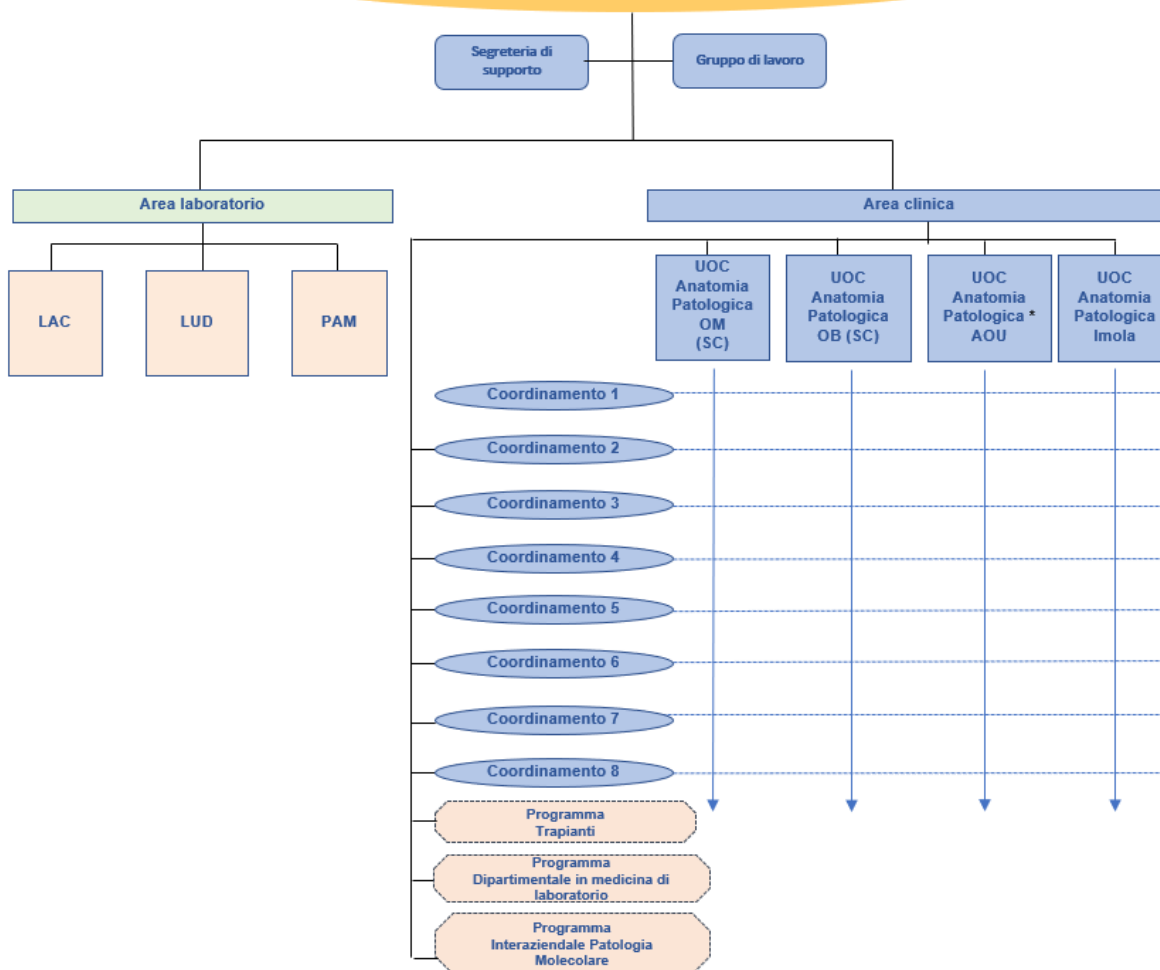 Segreteria di
supporto
Gruppo di lavoro
Area laboratorio
Area clinica
LAC
LUD
PAM
UOC
Anatomia
Patologica
OM
(SC)
UOC
Anatomia
Patologica
OB (SC)
UOC
Anatomia
Patologica *
AOU
UOC
Anatomia
Patologica
Imola
Coordinamento 1
Coordinamento 2
Coordinamento 3
Coordinamento 4
Coordinamento 5
Coordinamento 6
Coordinamento 7
Coordinamento 8
Programma
Trapianti
Programma
Dipartimentale in medicina di
laboratorio
Programma
Interaziendale Patologia
Molecolare